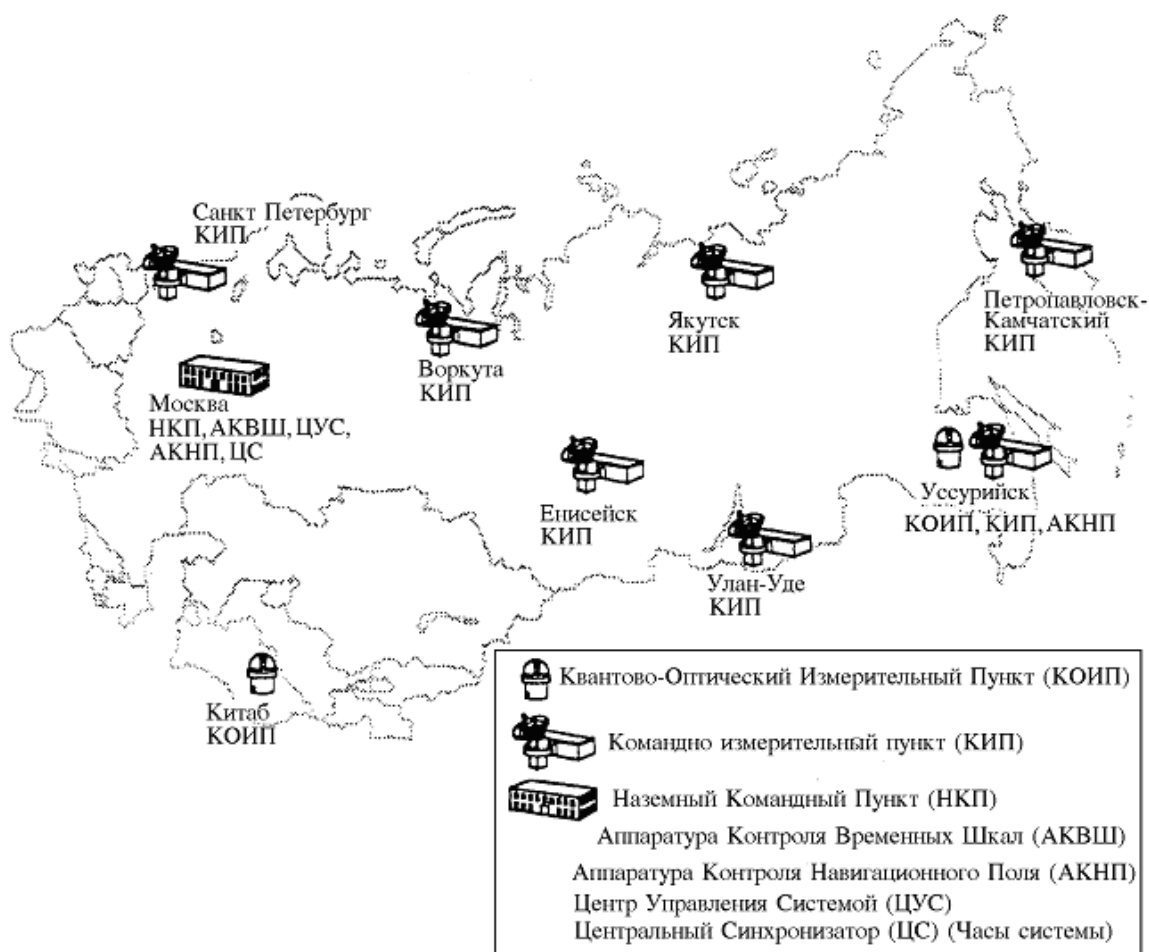 Санкт Петербург
КИП
Якутск
КИП
Петропавловск-
Камчатский
КИП
Воркута
КИП
Москва
НКП, АКВШ, ЦУС,
АКНП, ЦС
Енисейск
КИП
Уссурийск
КОИП, КИП, АКНП
Улан-Уде
КИП
Китаб
КОИП
Квантово-Оптический Измерительный Пункт (КОИП)
Командно измерительный пункт (КИП)
Наземный Командный Пункт (НКП)
Аппаратура Контроля Временных Шкал (АКВШ)
Аппаратура Контроля Навигационного Поля (АКНП)
Центр Управления Системой (ЦУС)
Центральный Синхронизатор (ЦС) (Часы системы)